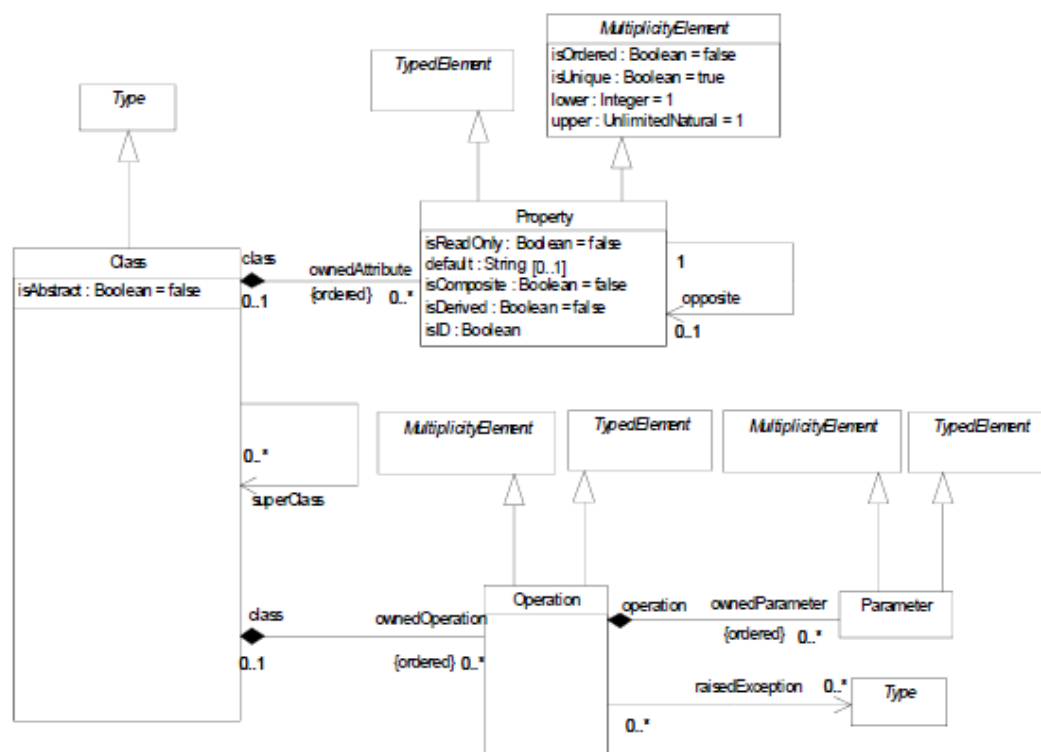 MultiplicityElement
isOrdered : Boolean = false
isUnique : Boolean = true
lower : Integer = 1
upper : UnlimitedNatural = 1
TypedElement
Type
Property
isReadOnly : Boolean = false
default : String [0..1]
isComposite : Boolean = false
isDerived : Boolean = false
isID : Boolean
1
opposite
0..1
Class
isAbstract : Boolean = false
class
0..1
ownedAttribute
{ordered} 0..*
0..*
superClass
MultiplicityElement
TypedElement
MultiplicityElement
TypedElement
class
0..1
ownedOperation
{ordered} 0..*
Operation
operation
ownedParameter
{ordered} 0..*
Parameter
raisedException 0..*
0..*
Type